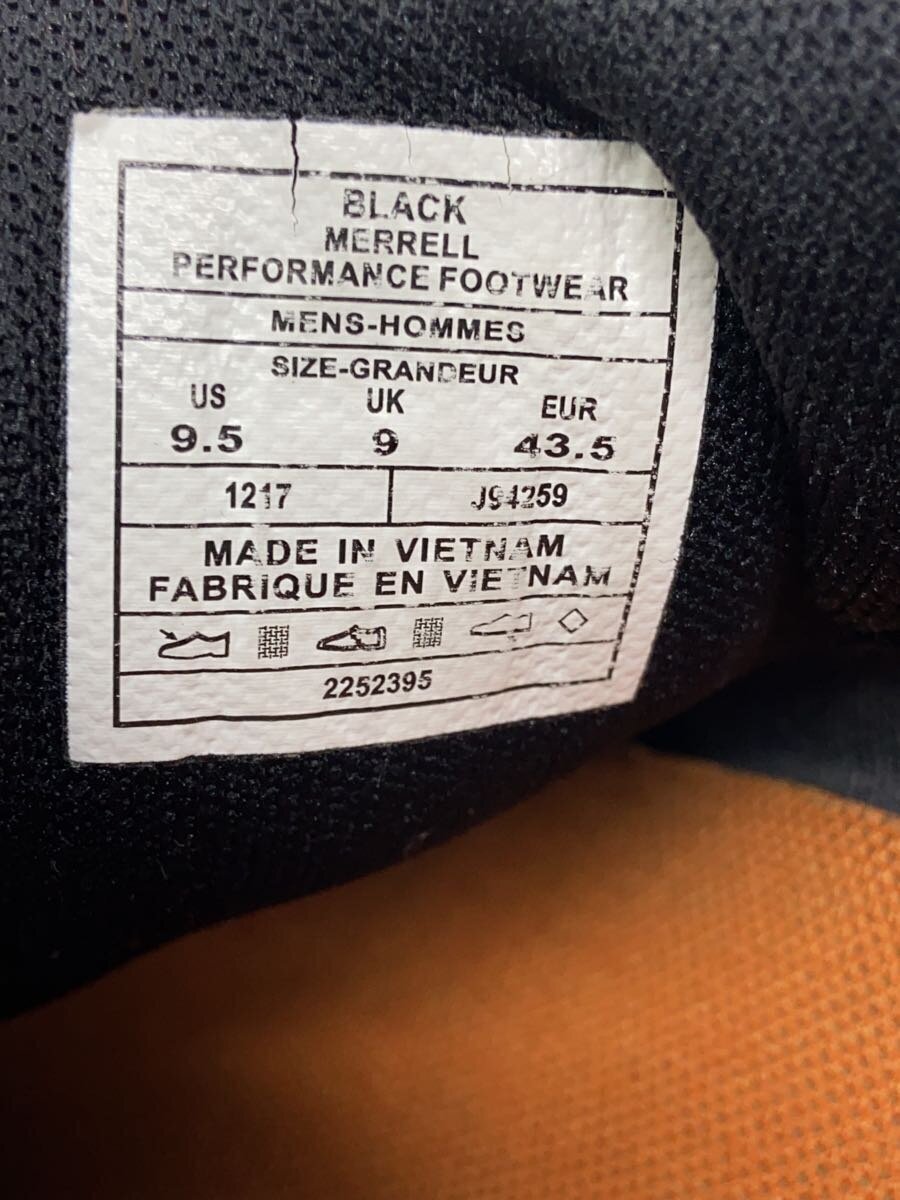 BLACK
MERRELL
PERFORMANCE FOOTWEAR
MENS-HOMMES
SIZE-GRANDEUR
US UK EUR
9.5 9 43.5
1217 J94259
MADE IN VIETNAM
FABRIQUE EN VIETNAM
2252395